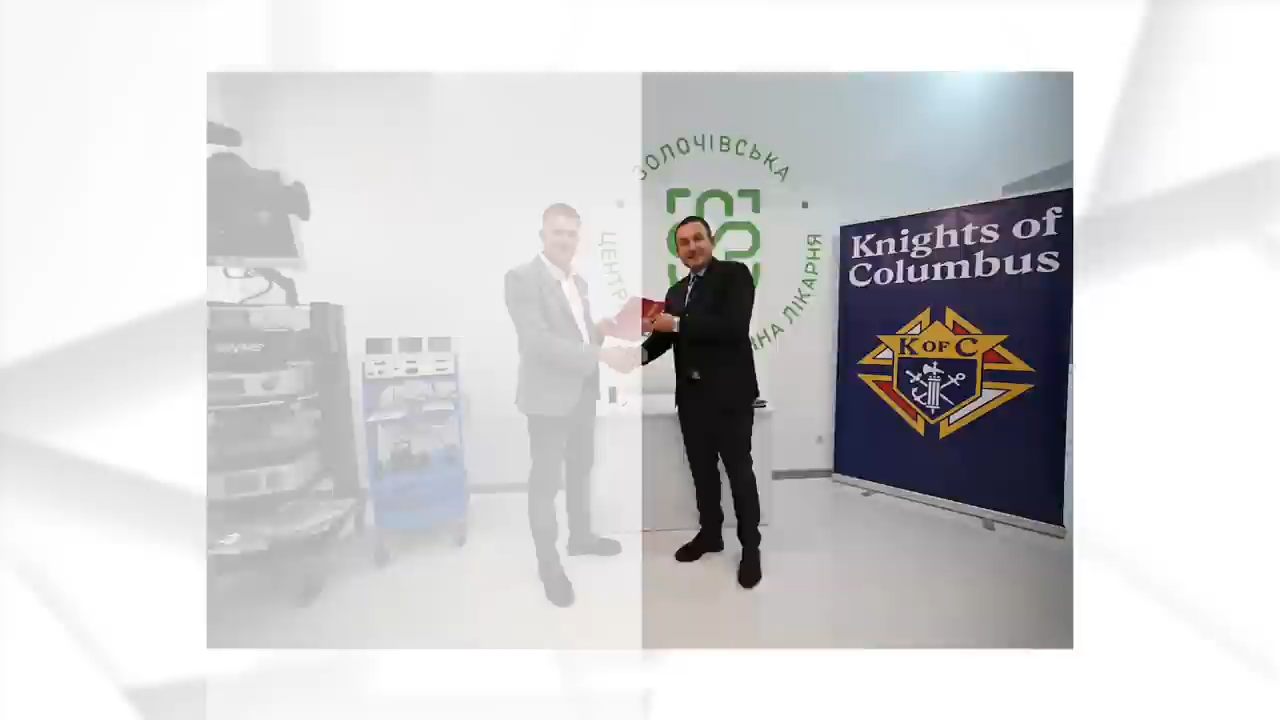 ЗОЛОЧІВСЬКА
ЦЕНТР
НА ЛІКАРНЯ
Knights of
Columbus
K OF C